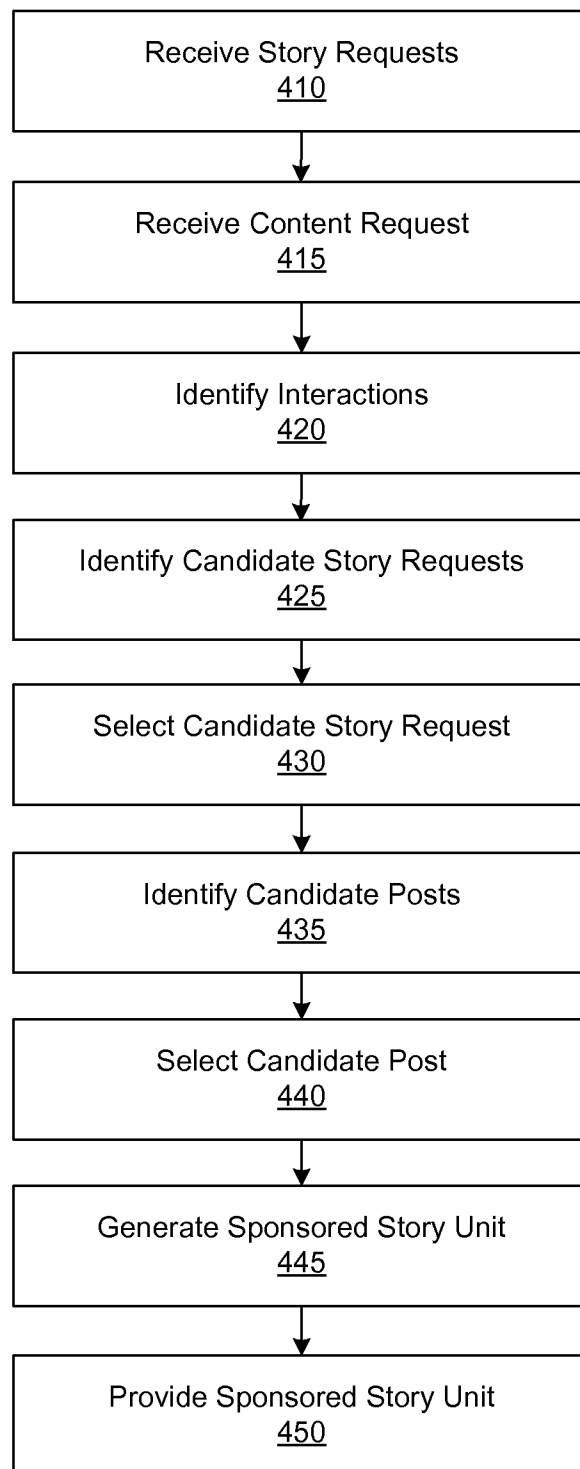 Receive Story Requests
410
Receive Content Request
415
Identify Interactions
420
Identify Candidate Story Requests
425
Select Candidate Story Request
430
Identify Candidate Posts
435
Select Candidate Post
440
Generate Sponsored Story Unit
445
Provide Sponsored Story Unit
450